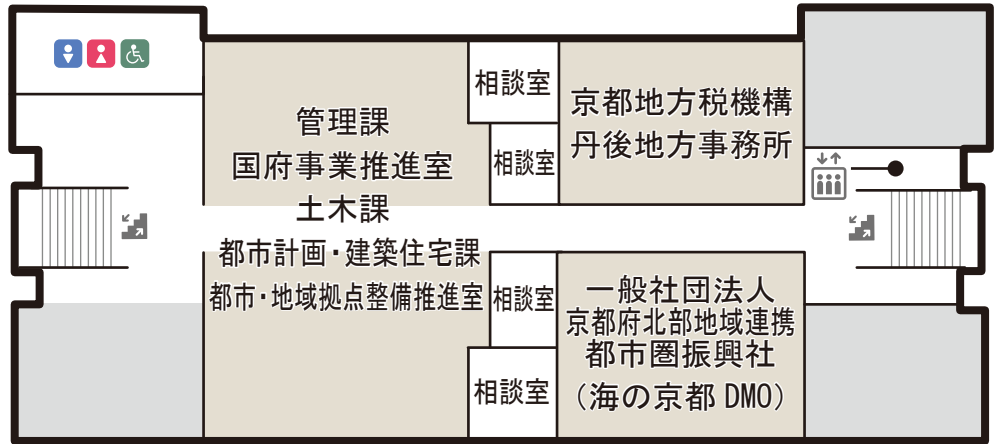 管理課
国府事業推進室
土木課
都市計画・建築住宅課
都市・地域拠点整備推進室
相談室
相談室
京都地方税機構
丹後地方事務所
相談室
相談室
一般社団法人
京都府北部地域連携
都市圏振興社
（海の京都 DMO）